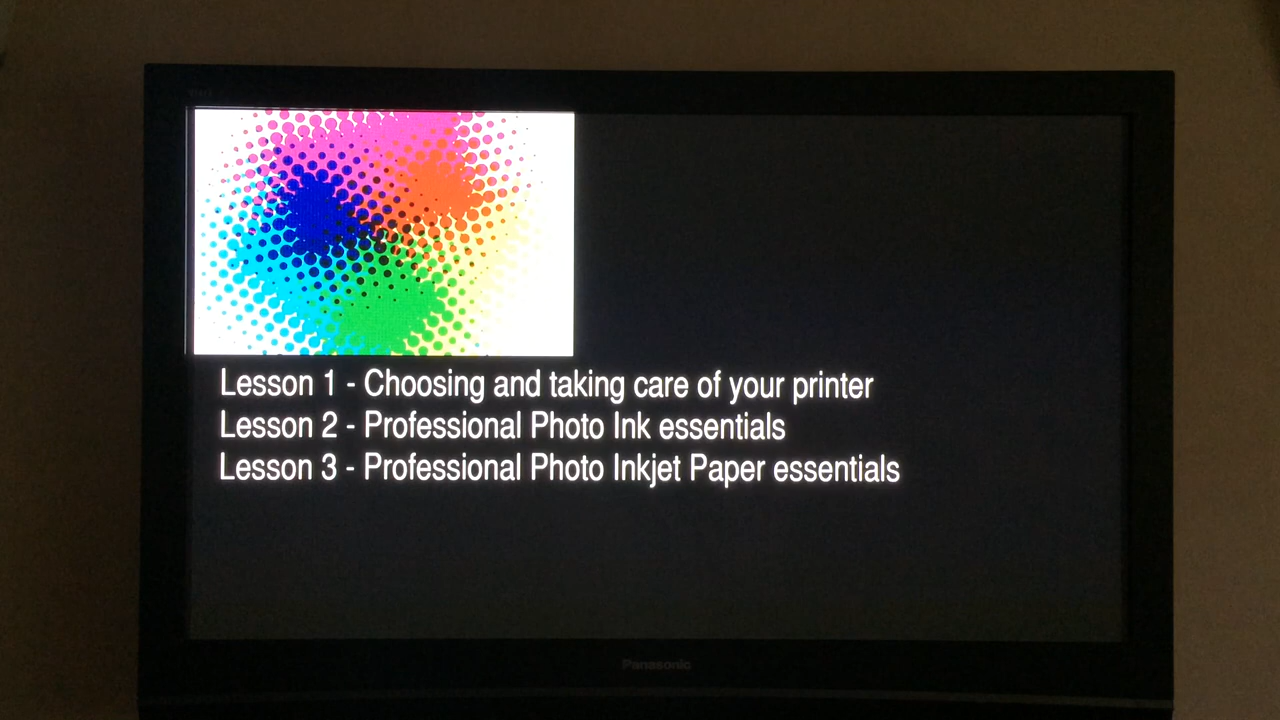 Lesson 1 - Choosing and taking care of your printer
Lesson 2 - Professional Photo Ink essentials
Lesson 3 - Professional Photo Inkjet Paper essentials
Panasonic